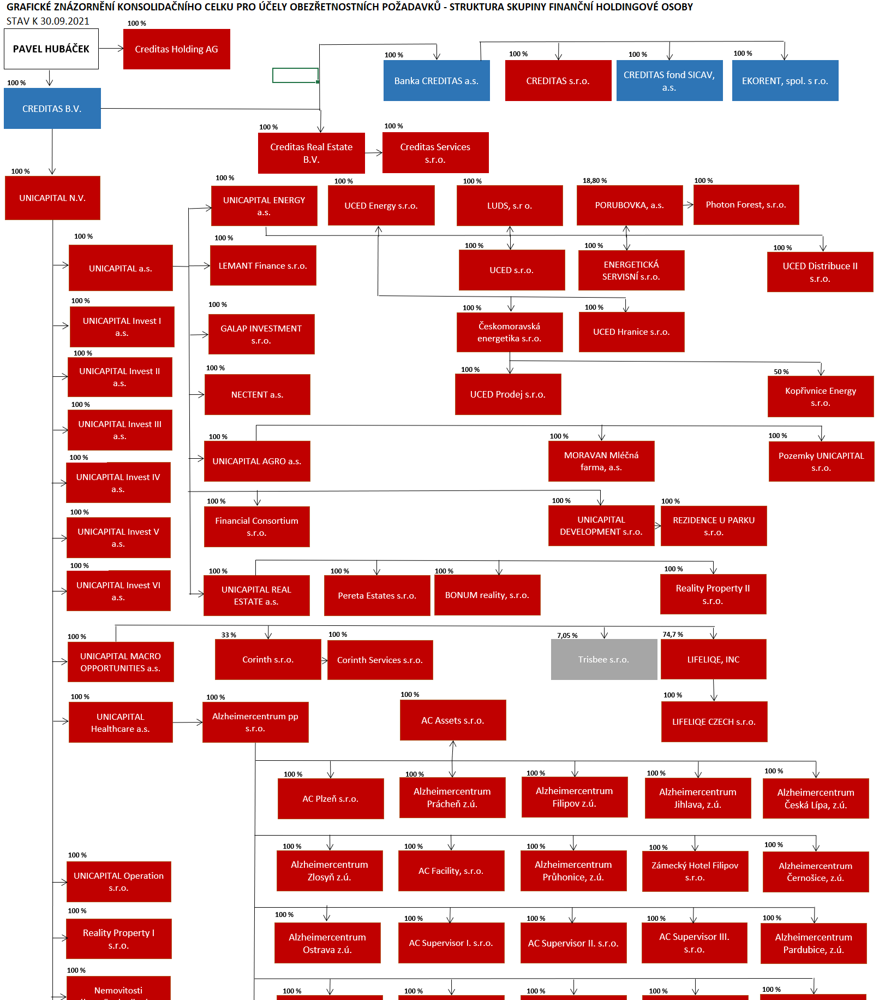 GRAFICKÉ ZNÁZORNĚNÍ KONSOLIDAČNÍHO CELKU PRO ÚČELY OBEZŘETNOSTNÍCH POŽADAVKŮ - STRUKTURA SKUPINY FINANČNÍ HOLDINGOVÉ OSOBY
STAV K 30.09.2021
100 %
PAVEL HUBÁČEK
Creditas Holding AG
100 %
100 %
100 %
100 %
Banka CREDITAS a.s.
CREDITAS s.r.o.
CREDITAS fond SICAV,
a.s.
EKORENT, spol. s r.o.
100 %
CREDITAS B.V.
100 %
100 %
Creditas Real Estate
B.V.
Creditas Services
s.r.o.
100 %
UNICAPITAL N.V.
100 %
100 %
100 %
18,80 %
100 %
UNICAPITAL ENERGY
a.s.
UCED Energy s.r.o.
LUDS, s.r o.
PORUBOVKA, a.s.
Photon Forest, s.r.o.
100 %
UNICAPITAL a.s.
100 %
LEMANT Finance s.r.o.
100 %
100 %
100 %
UCED s.r.o.
ENERGETICKÁ
SERVISNÍ s.r.o.
UCED Distribuce II
s.r.o.
100 %
UNICAPITAL Invest I
a.s.
100 %
GALAP INVESTMENT
s.r.o.
100 %
100 %
Českomoravská
energetika s.r.o.
UCED Hranice s.r.o.
100 %
UNICAPITAL Invest II
a.s.
100 %
NECTENT a.s.
100 %
50 %
UCED Prodej s.r.o.
Kopřivnice Energy
s.r.o.
100 %
UNICAPITAL Invest III
a.s.
100 %
UNICAPITAL AGRO a.s.
100 %
100 %
MORAVAN Mléčná
farma, a.s.
Pozemky UNICAPITAL
s.r.o.
100 %
UNICAPITAL Invest IV
a.s.
100 %
100 %
100 %
Financial Consortium
s.r.o.
UNICAPITAL
DEVELOPMENT s.r.o.
REZIDENCE U PARKU
s.r.o.
100 %
UNICAPITAL Invest V
a.s.
100 %
UNICAPITAL Invest VI
a.s.
100 %
100 %
100 %
100 %
UNICAPITAL REAL
ESTATE a.s.
Pereta Estates s.r.o.
BONUM reality, s.r.o.
Reality Property II
s.r.o.
100 %
33 %
100 %
7,05 %
74,7 %
UNICAPITAL MACRO
OPPORTUNITIES a.s.
Corinth s.r.o.
Corinth Services s.r.o.
Trisbee s.r.o.
LIFELIQE, INC
100 %
100 %
100 %
100 %
UNICAPITAL
Healthcare a.s.
Alzheimercentrum pp
s.r.o.
AC Assets s.r.o.
LIFELIQE CZECH s.r.o.
100 %
100 %
100 %
100 %
100 %
AC Plzeň s.r.o.
Alzheimercentrum
Prácheň z.ú.
Alzheimercentrum
Filipov z.ú.
Alzheimercentrum
Jihlava, z.ú.
Alzheimercentrum
Česká Lípa, z.ú.
100 %
100 %
100 %
100 %
100 %
Alzheimercentrum
Zlosyň z.ú.
AC Facility, s.r.o.
Alzheimercentrum
Průhonice, z.ú.
Zámecký Hotel Filipov
s.r.o.
Alzheimercentrum
Černošice, z.ú.
100 %
UNICAPITAL Operation
s.r.o.
100 %
Reality Property I
s.r.o.
100 %
100 %
100 %
100 %
100 %
Alzheimercentrum
Ostrava z.ú.
AC Supervisor I. s.r.o.
AC Supervisor II. s.r.o.
AC Supervisor III.
s.r.o.
Alzheimercentrum
Pardubice, z.ú.
100 %
Nemovitosti
100 %
100 %
100 %
100 %
100 %